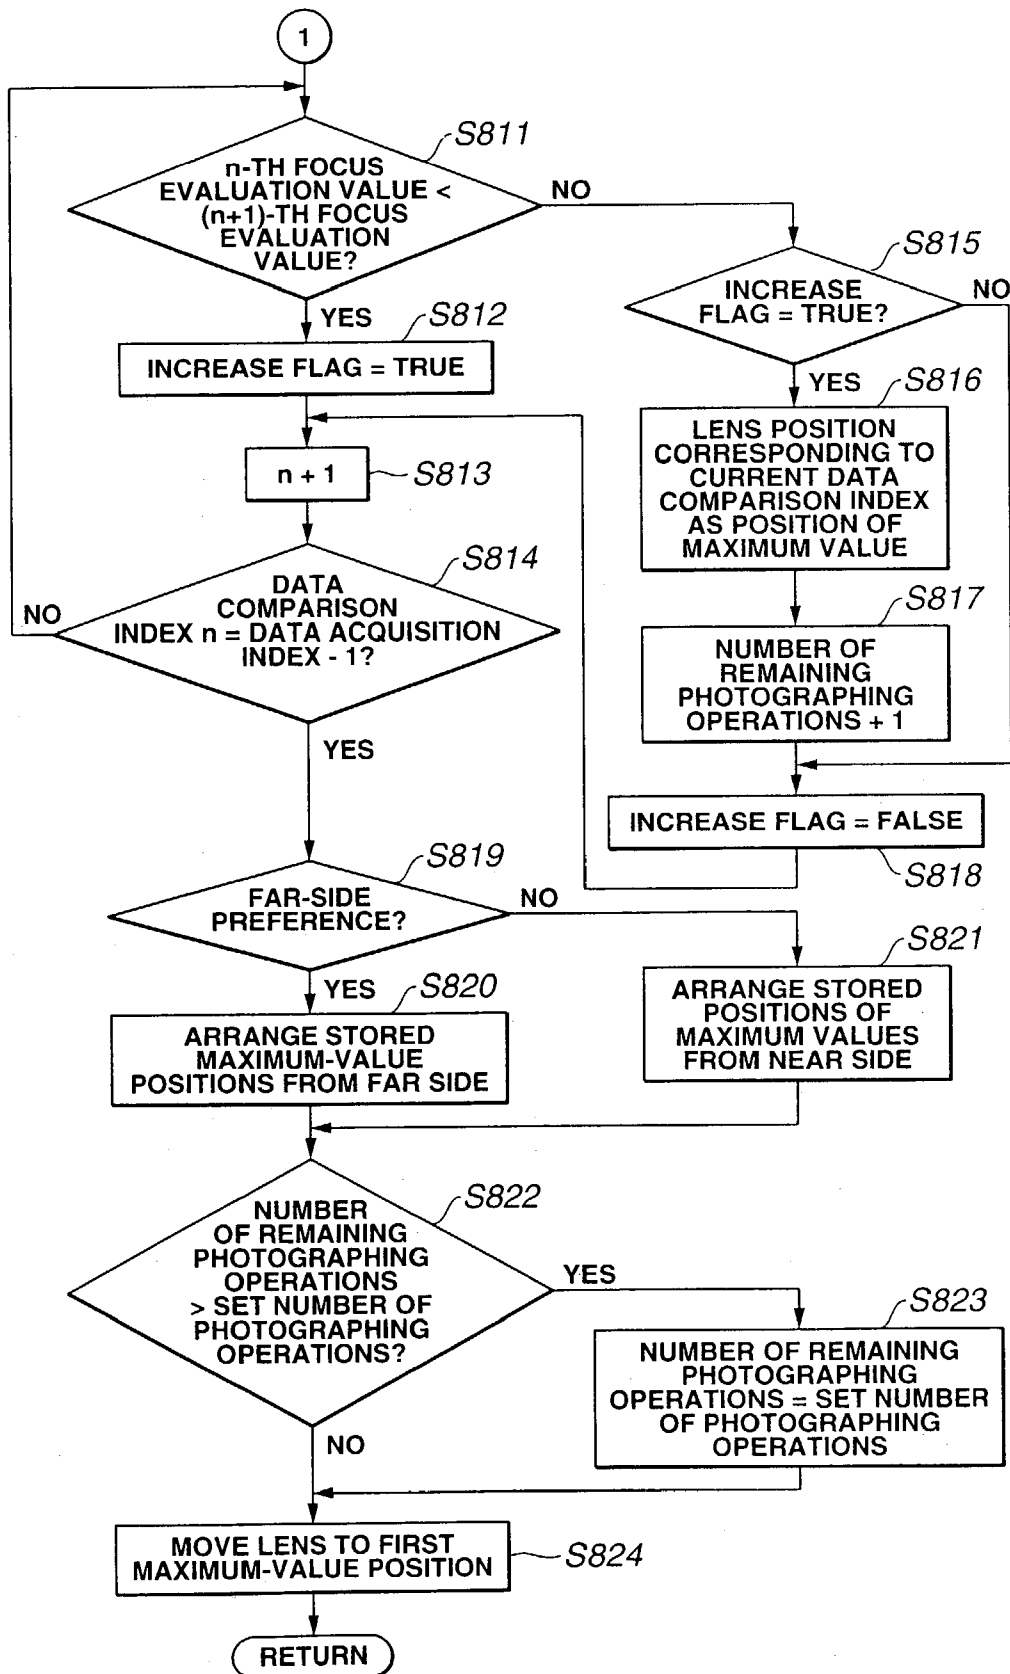 1
S811
n-TH FOCUS
EVALUATION VALUE <
(n+1)-TH FOCUS
EVALUATION
VALUE?
NO
YES
S812
INCREASE FLAG = TRUE
n + 1
S813
S814
DATA
COMPARISON
INDEX n = DATA ACQUISITION
INDEX - 1?
NO
YES
S815
INCREASE
FLAG = TRUE?
NO
YES
S816
LENS POSITION
CORRESPONDING TO
CURRENT DATA
COMPARISON INDEX
AS POSITION OF
MAXIMUM VALUE
S817
NUMBER OF
REMAINING
PHOTOGRAPHING
OPERATIONS + 1
INCREASE FLAG = FALSE
S818
S819
FAR-SIDE
PREFERENCE?
NO
YES
S820
ARRANGE STORED
MAXIMUM-VALUE
POSITIONS FROM FAR SIDE
S821
ARRANGE STORED
POSITIONS OF
MAXIMUM VALUES
FROM NEAR SIDE
S822
NUMBER
OF REMAINING
PHOTOGRAPHING
OPERATIONS
> SET NUMBER OF
PHOTOGRAPHING
OPERATIONS?
YES
NO
S823
NUMBER OF REMAINING
PHOTOGRAPHING
OPERATIONS = SET NUMBER
OF PHOTOGRAPHING
OPERATIONS
MOVE LENS TO FIRST
MAXIMUM-VALUE POSITION
S824
RETURN